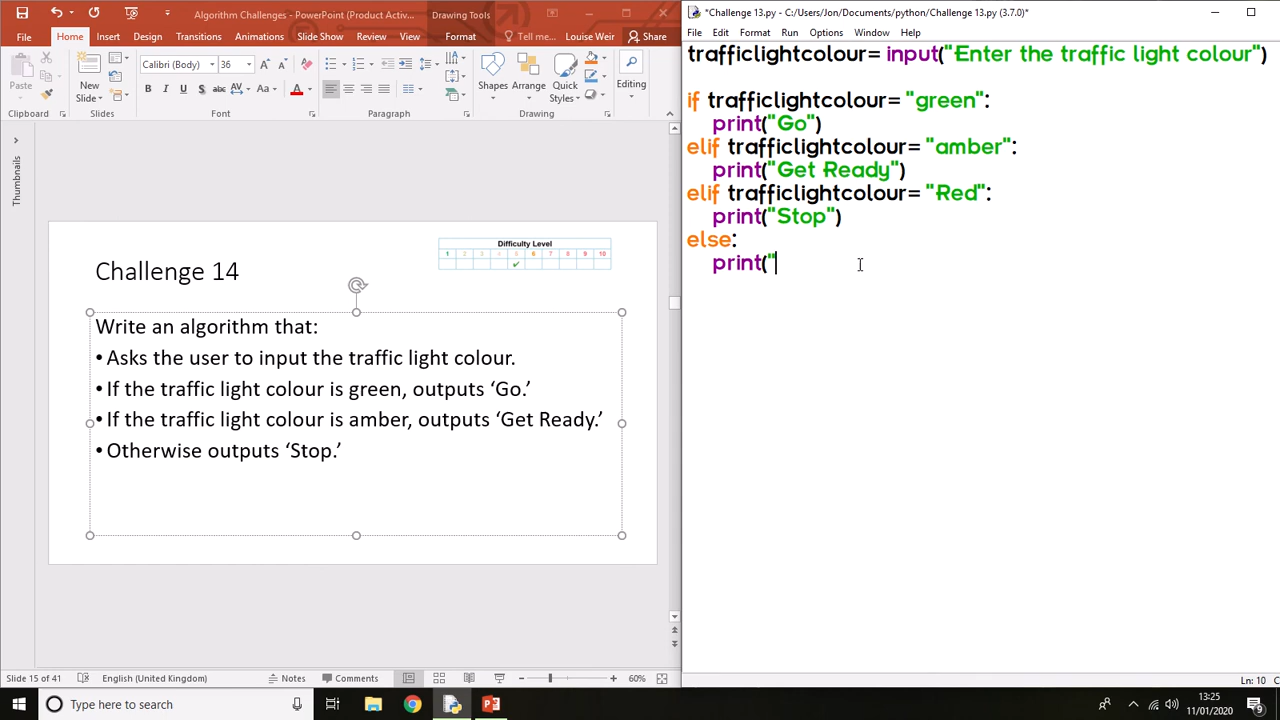 Algorithm Challenges - PowerPoint (Product Activ...
Drawing Tools
File Home Insert Design Transitions Animations Slide Show Review View Format Tell me... Louise Weir Share
Paste
New
Slide
Calibri (Body) 36
B I U S abc AV Aa A
Shapes Arrange Quick
Styles
Editing
Clipboard Slides Font Paragraph Drawing
Thumbnails
Difficulty Level
1 2 3 4 5 6 7 8 9 10
Challenge 14
Write an algorithm that:
•Asks the user to input the traffic light colour.
•If the traffic light colour is green, outputs ‘Go.’
•If the traffic light colour is amber, outputs ‘Get Ready.’
•Otherwise outputs ‘Stop.’
Slide 15 of 41 English (United Kingdom) Notes Comments 60%
*Challenge 13.py - C:/Users/Jon/Documents/python/Challenge 13.py (3.7.0)*
File Edit Format Run Options Window Help
trafficlightcolour= input("Enter the traffic light colour")
if trafficlightcolour= "green":
print("Go")
elif trafficlightcolour= "amber":
print("Get Ready")
elif trafficlightcolour= "Red":
print("Stop")
else:
print("
Ln: 10 C
Type here to search
13:25
11/01/2020
9